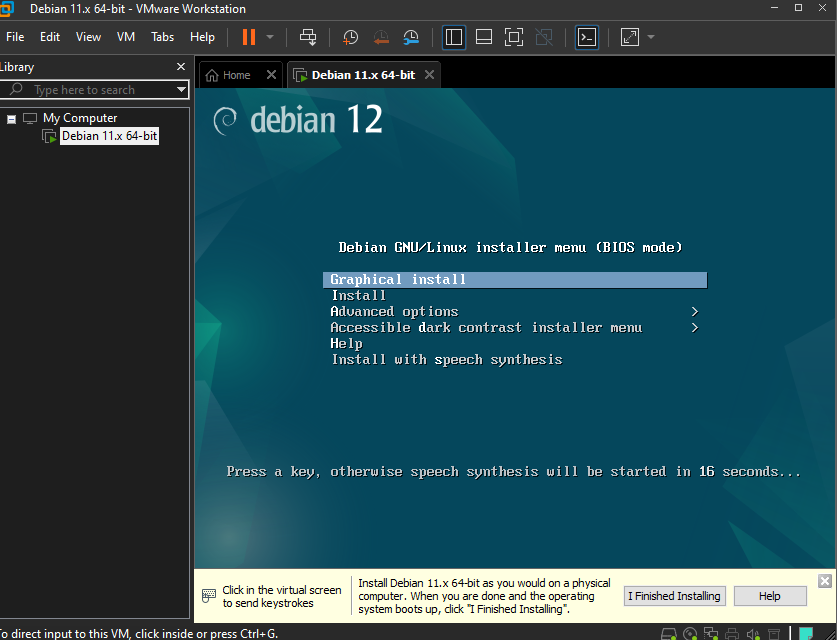 Debian 11.x 64-bit - VMware Workstation
File Edit View VM Tabs Help
Library
Type here to search
My Computer
Debian 11.x 64-bit
Home
Debian 11.x 64-bit
debian 12
Debian GNU/Linux installer menu (BIOS mode)
Graphical install
Install
Advanced options >
Accessible dark contrast installer menu >
Help
Install with speech synthesis
Press a key, otherwise speech synthesis will be started in 16 seconds...
Click in the virtual screen
to send keystrokes
Install Debian 11.x 64-bit as you would on a physical
computer. When you are done and the operating
system boots up, click "I Finished Installing".
I Finished Installing
Help
To direct input to this VM, click inside or press Ctrl+G.